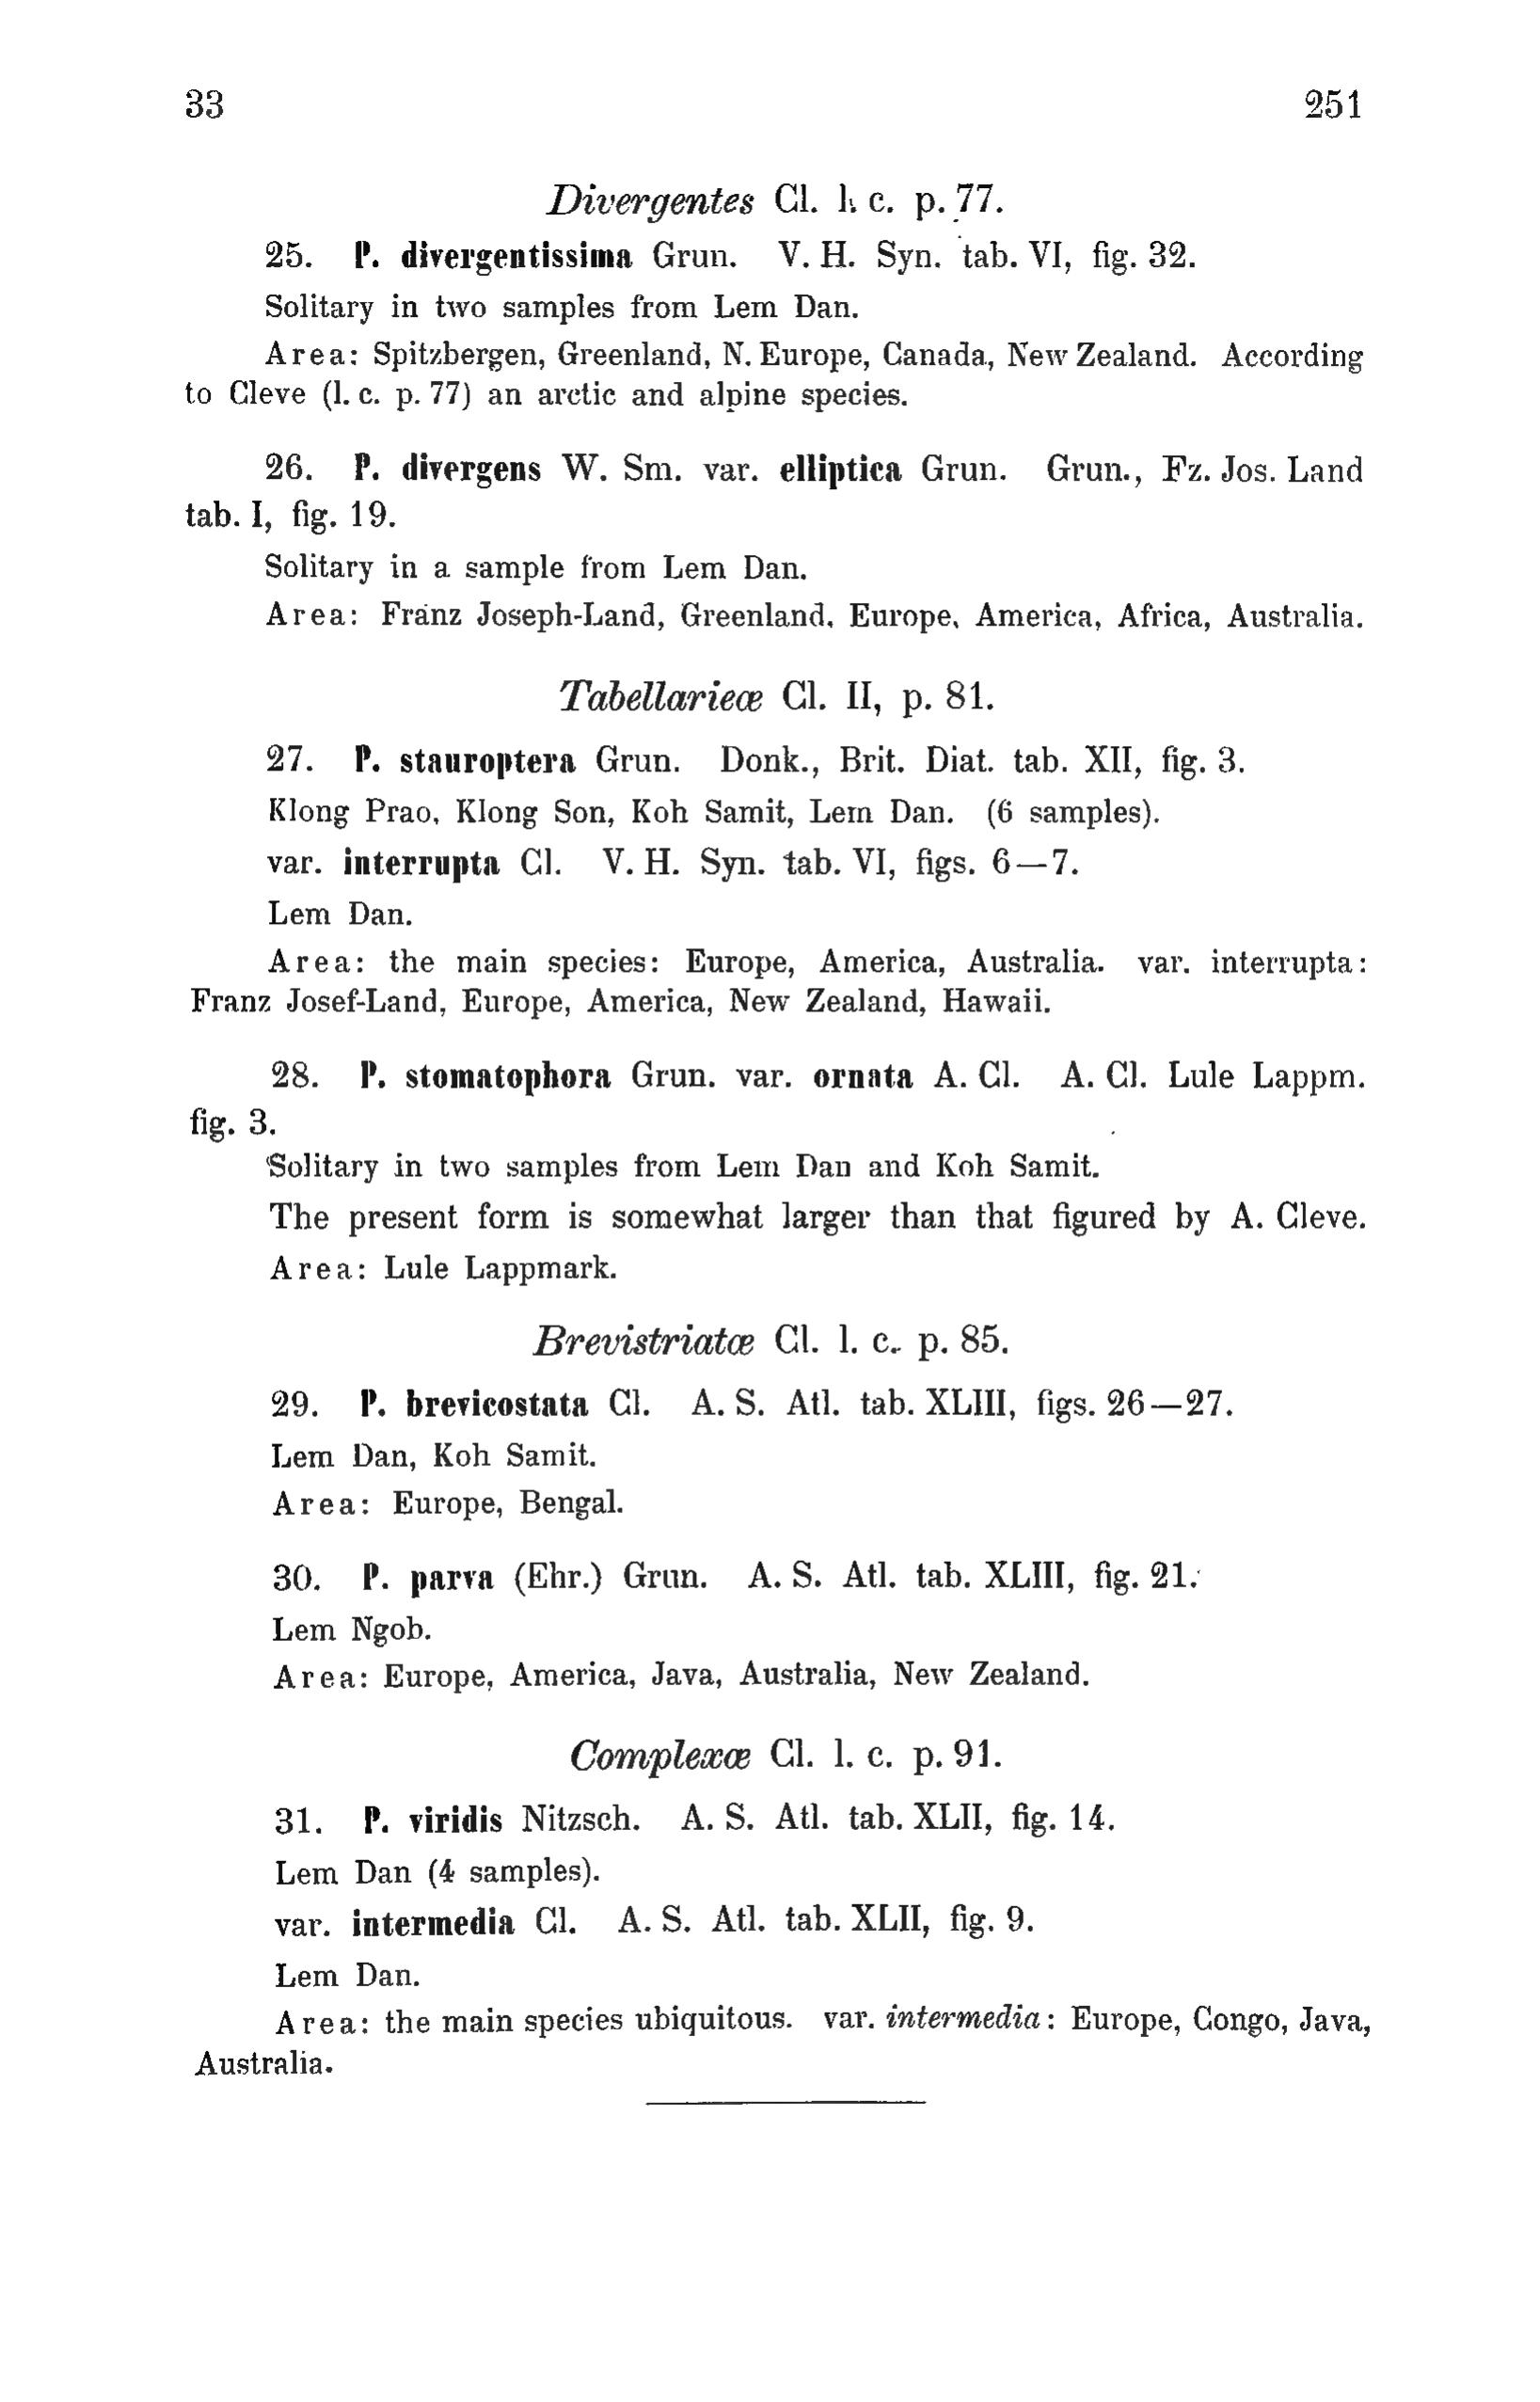 33 251
Divergentes Cl. l. c. p. 77.
25. P. divergentissima Grun. V. H. Syn. tab. VI, fig. 32.
Solitary in two samples from Lem Dan.
Area: Spitzbergen, Greenland, N. Europe, Canada, New Zealand. According
to Cleve (l. c. p. 77) an arctic and alpine species.
26. P. divergens W. Sm. var. elliptica Grun. Grun., Fz. Jos. Land
tab. I, fig. 19.
Solitary in a sample from Lem Dan.
Area: Franz Joseph-Land, Greenland, Europe, America, Africa, Australia.
Tabellarieæ Cl. II, p. 81.
27. P. stauroptera Grun. Donk., Brit. Diat. tab. XII, fig. 3.
Klong Prao, Klong Son, Koh Samit, Lem Dan. (6 samples).
var. interrupta Cl. V. H. Syn. tab. VI, figs. 6—7.
Lem Dan.
Area: the main species: Europe, America, Australia. var. interrupta:
Franz Josef-Land, Europe, America, New Zealand, Hawaii.
28. P. stomatophora Grun. var. ornata A. Cl. A. Cl. Lule Lappm.
fig. 3.
Solitary in two samples from Lem Dan and Koh Samit.
The present form is somewhat larger than that figured by A. Cleve.
Area: Lule Lappmark.
Brevistriatæ Cl. l. c. p. 85.
29. P. brevicostata Cl. A. S. Atl. tab. XLIII, figs. 26—27.
Lem Dan, Koh Samit.
Area: Europe, Bengal.
30. P. parva (Ehr.) Grun. A. S. Atl. tab. XLIII, fig. 21.
Lem Ngob.
Area: Europe, America, Java, Australia, New Zealand.
Complexæ Cl. l. c. p. 91.
31. P. viridis Nitzsch. A. S. Atl. tab. XLII, fig. 14.
Lem Dan (4 samples).
var. intermedia Cl. A. S. Atl. tab. XLII, fig. 9.
Lem Dan.
Area: the main species ubiquitous. var. intermedia: Europe, Congo, Java,
Australia.